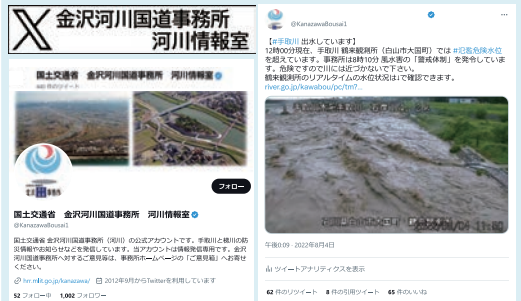 金沢河川国道事務所
河川情報室
国土交通省 金沢河川国道事務所 河川情報室
フォロー
国土交通省 金沢河川国道事務所 河川情報室
@KanazawaBousai1
国土交通省 金沢河川国道事務所（河川）の公式アカウントです。手取川と梯川の防
災情報やお知らせなどを発信しています。当アカウントは情報発信専用です。金沢
河川国道事務所へ対するご意見等は、事務所ホームページの「ご意見箱」へお寄せ
ください。
hrr.mlit.go.jp/kanazawa/ 2012年9月からTwitterを利用しています
52 フォロー中 1,002 フォロワー
@KanazawaBousai1
【#手取川 出水しています】
12時00分現在、手取川 鶴来観測所（白山市大国町）では #氾濫危険水位
を超えています。事務所は8時10分 風水害の「警戒体制」を発令していま
す。危険ですので川には近づかないで下さい。
鶴来観測所のリアルタイムの水位状況は↓で確認できます。
river.go.jp/kawabou/pc/tm?...
午後0:09 · 2022年8月4日
ツイートアナリティクスを表示
62 件のリツイート 8 件の引用ツイート 65 件のいいね